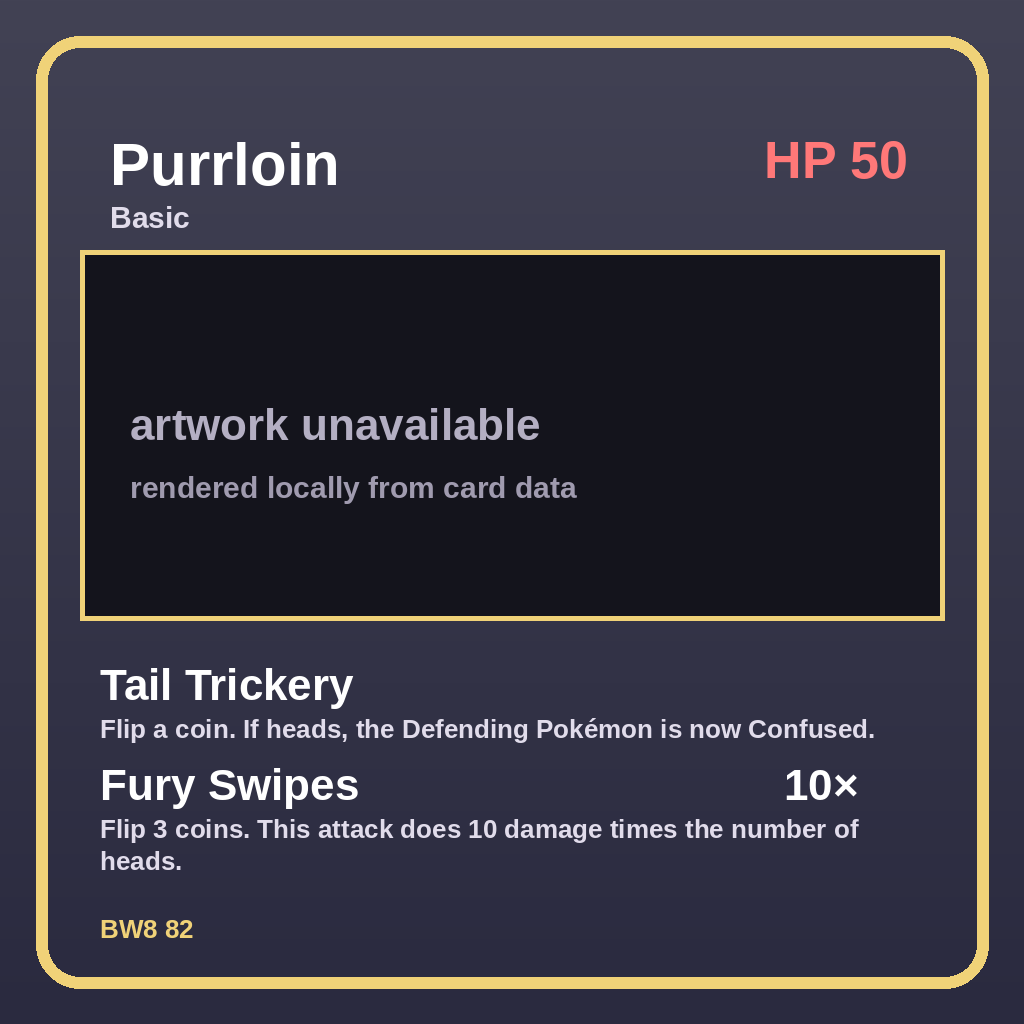 Purrloin
HP 50
Basic
artwork unavailable
rendered locally from card data
Tail Trickery
Flip a coin. If heads, the Defending Pokémon is now Confused.
Fury Swipes
10×
Flip 3 coins. This attack does 10 damage times the number of
heads.
BW8 82